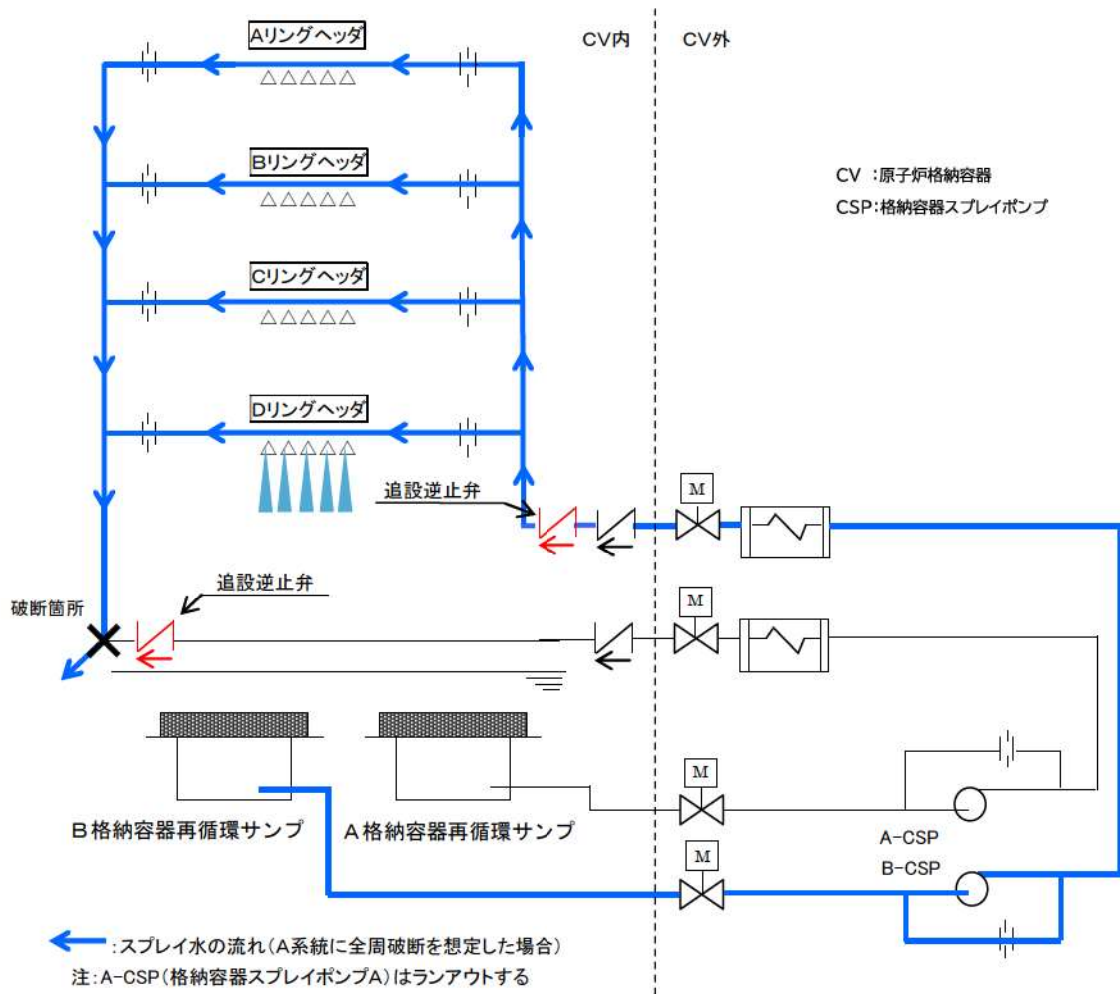 Aリングヘッダ
CV内
CV外
Bリングヘッダ
CV :原子炉格納容器
CSP:格納容器スプレイポンプ
Cリングヘッダ
Dリングヘッダ
追設逆止弁
M
追設逆止弁
破断箇所
M
M
B格納容器再循環サンプ
A格納容器再循環サンプ
A-CSP
B-CSP
M
:スプレイ水の流れ(A系統に全周破断を想定した場合)
注:A-CSP(格納容器スプレイポンプA)はランアウトする